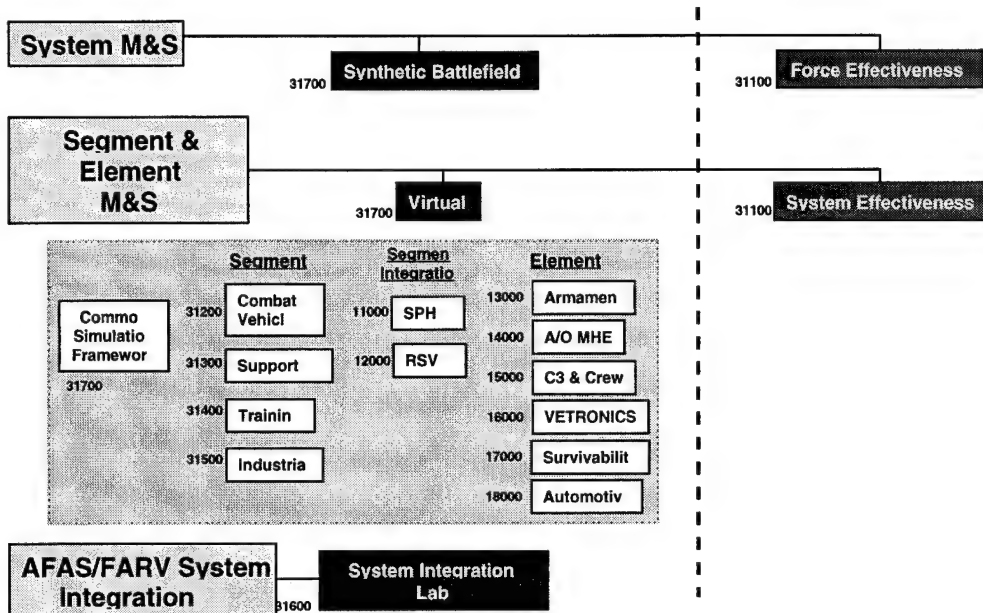 System M&S
31700
Synthetic Battlefield
31100
Force Effectiveness
Segment &
Element
M&S
31700
Virtual
31100
System Effectiveness
Segment
Segmen
Integratio
Element
Commo
Simulatio
Framewor
31700
31200
Combat
Vehicl
31300
Support
31400
Trainin
31500
Industria
11000
SPH
12000
RSV
13000
Armamen
14000
A/O MHE
15000
C3 & Crew
16000
VETRONICS
17000
Survivabilit
18000
Automotiv
AFAS/FARV System
Integration
31600
System Integration
Lab